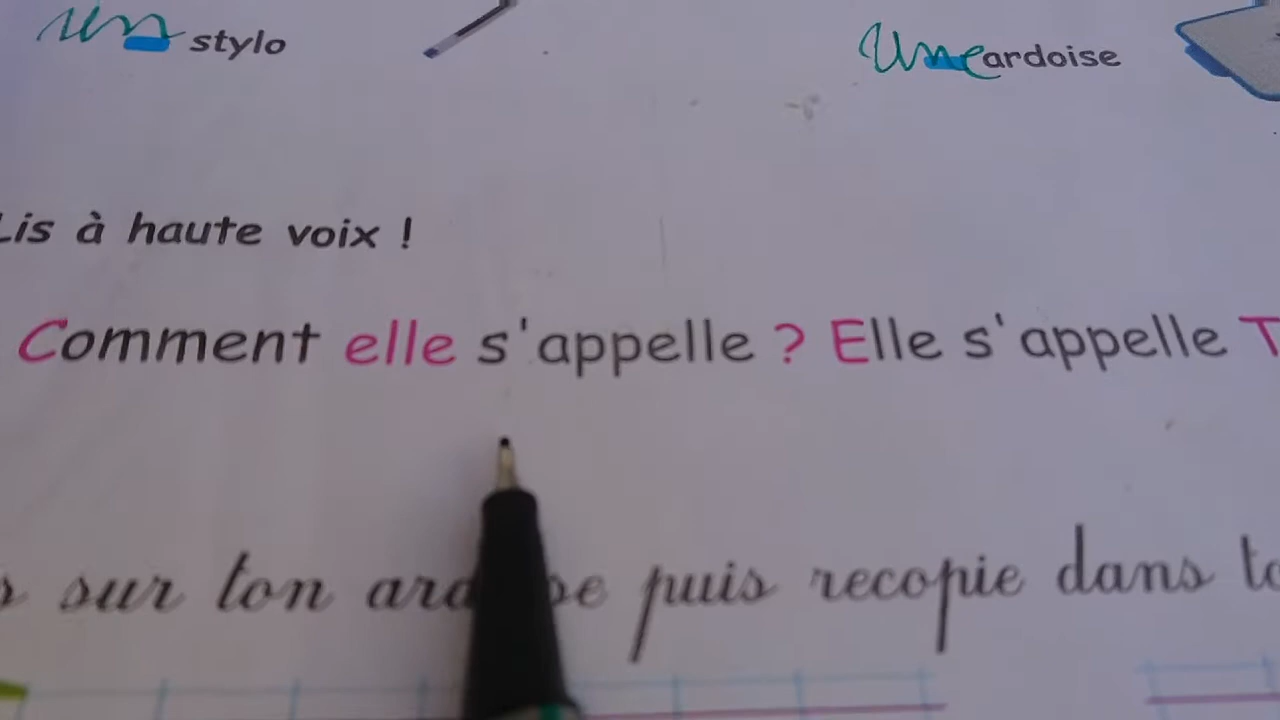 un stylo Une ardoise
Lis à haute voix !
Comment elle s'appelle ? Elle s'appelle T
sur ton ardoise puis recopie dans